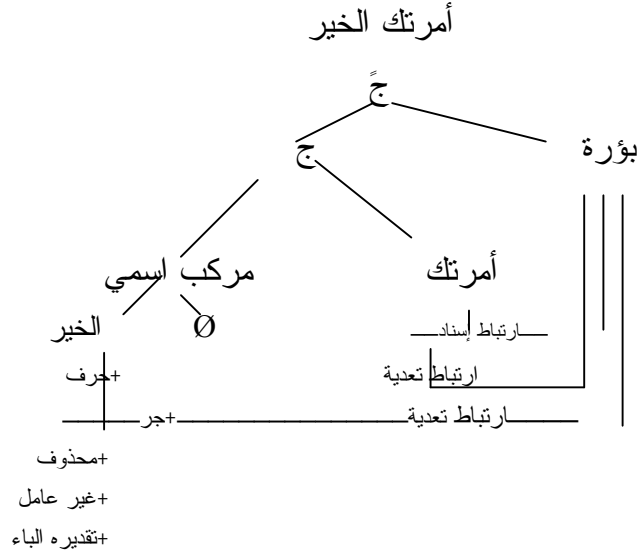 أمرتك الخير
جً
بؤرة
ج
أمرتك
مركب اسمي
الخير
Ø
ارتباط إسناد
ارتباط تعدية
+حرف
ارتباط تعدية
+جر
+محذوف
+غير عامل
+تقديره الباء